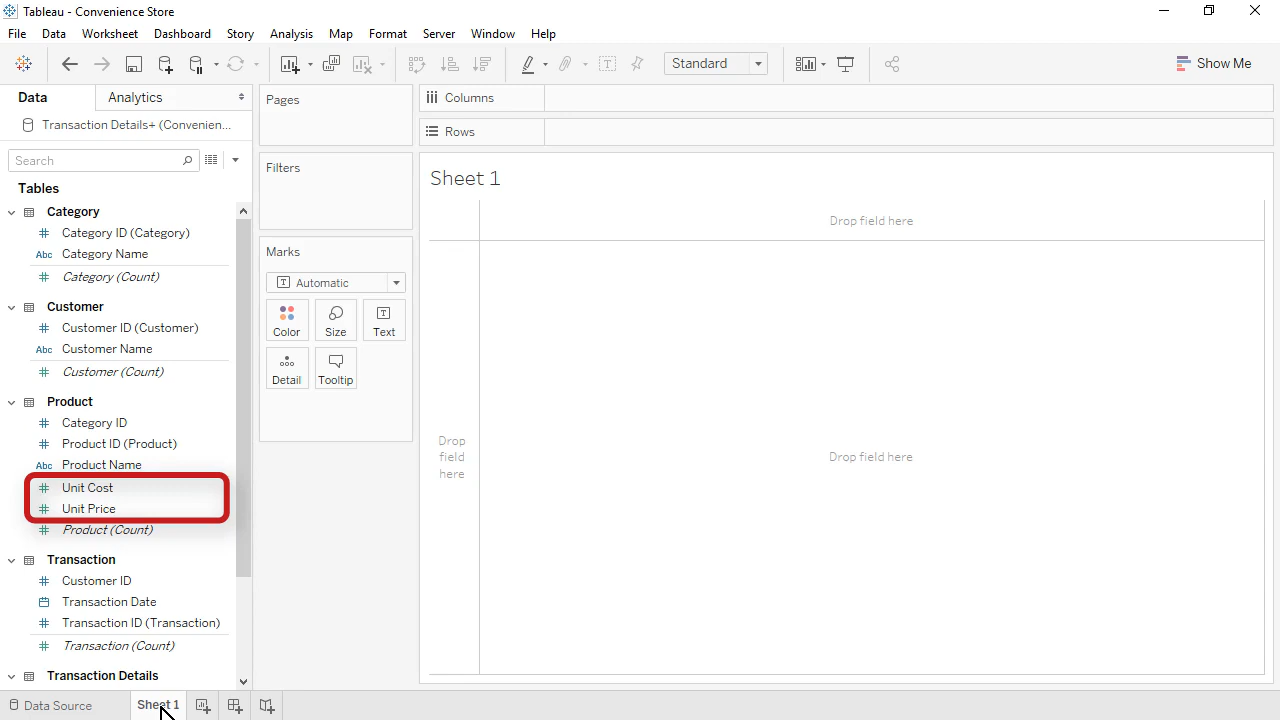 Tableau - Convenience Store
File Data Worksheet Dashboard Story Analysis Map Format Server Window Help
Standard
Show Me
Data Analytics
Transaction Details+ (Convenien...
Search
Tables
Category
# Category ID (Category)
Abc Category Name
# Category (Count)
Customer
# Customer ID (Customer)
Abc Customer Name
# Customer (Count)
Product
# Category ID
# Product ID (Product)
Abc Product Name
# Unit Cost
# Unit Price
# Product (Count)
Transaction
# Customer ID
Transaction Date
# Transaction ID (Transaction)
# Transaction (Count)
Transaction Details
Pages
Filters
Marks
T Automatic
Color Size Text
Detail Tooltip
Columns
Rows
Sheet 1
Drop field here
Drop
field
here
Drop field here
Data Source Sheet 1